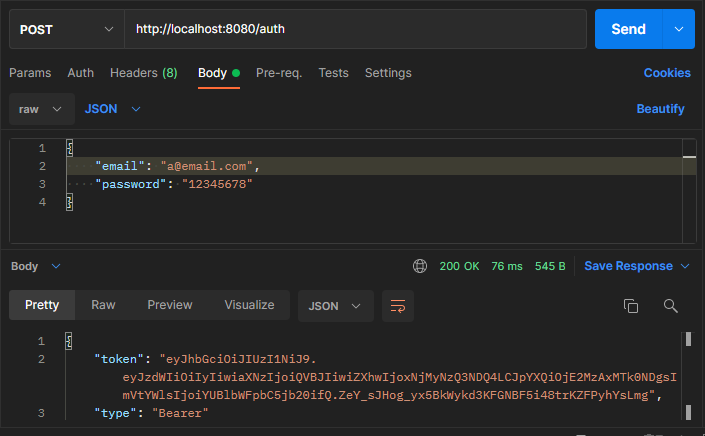 POST http://localhost:8080/auth Send
Params Auth Headers (8) Body Pre-req. Tests Settings Cookies
raw JSON Beautify
1 {
2 "email": "a@email.com",
3 "password": "12345678"
4 }
Body 200 OK 76 ms 545 B Save Response
Pretty Raw Preview Visualize JSON
1 {
2 "token": "eyJhbGciOiJIUzI1NiJ9.
eyJzdWIiOiIyIiwiaXNzIjoiQVBJIiwiZXhwIjoxNjMyNzQ3NDQ4LCJpYXQiOjE2MzAxMTk0NDgsI
mVtYWlsIjoiYUBlbWFpbC5jb20ifQ.ZeY_sJHog_yx5BkWykd3KFGNBF5i48trKZFPyhYsLmg",
3 "type": "Bearer"